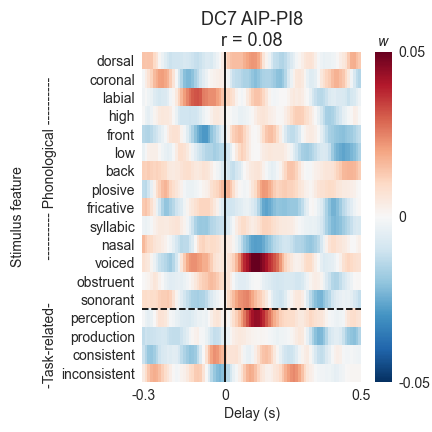 DC7 AIP-PI8
r = 0.08
w
Stimulus feature
---------- Phonological ----------
-Task-related-
dorsal
coronal
labial
high
front
low
back
plosive
fricative
syllabic
nasal
voiced
obstruent
sonorant
perception
production
consistent
inconsistent
0.05
0
-0.05
-0.3 0 0.5
Delay (s)